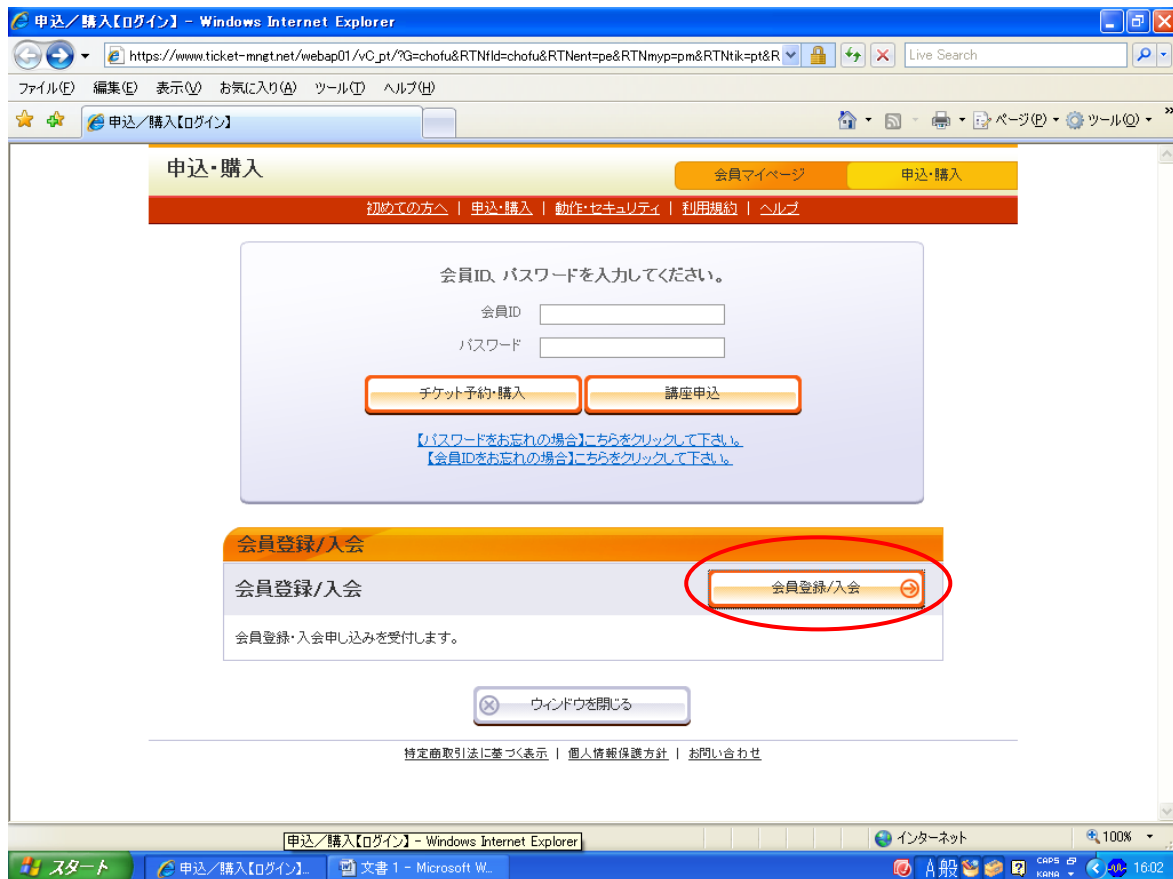 申込／購入【ログイン】 - Windows Internet Explorer
https://www.ticket-mngt.net/webap01/vC_pt/?G=chofu&RTNfld=chofu&RTNent=pe&RTNmyp=pm&RTNtik=pt&R
Live Search
ファイル(F) 編集(E) 表示(V) お気に入り(A) ツール(T) ヘルプ(H)
申込／購入【ログイン】 ページ(P) ツール(O) »
申込・購入
会員マイページ 申込・購入
初めての方へ | 申込・購入 | 動作・セキュリティ | 利用規約 | ヘルプ
会員ID、パスワードを入力してください。
会員ID
パスワード
チケット予約・購入 講座申込
【パスワードをお忘れの場合】こちらをクリックして下さい。
【会員IDをお忘れの場合】こちらをクリックして下さい。
会員登録/入会
会員登録/入会 会員登録/入会
会員登録・入会申し込みを受付します。
ウィンドウを閉じる
特定商取引法に基づく表示 | 個人情報保護方針 | お問い合わせ
申込／購入【ログイン】 - Windows Internet Explorer
インターネット 100%
スタート 申込／購入【ログイン】... 文書 1 - Microsoft W... A 般 CAPS KANA 16:02